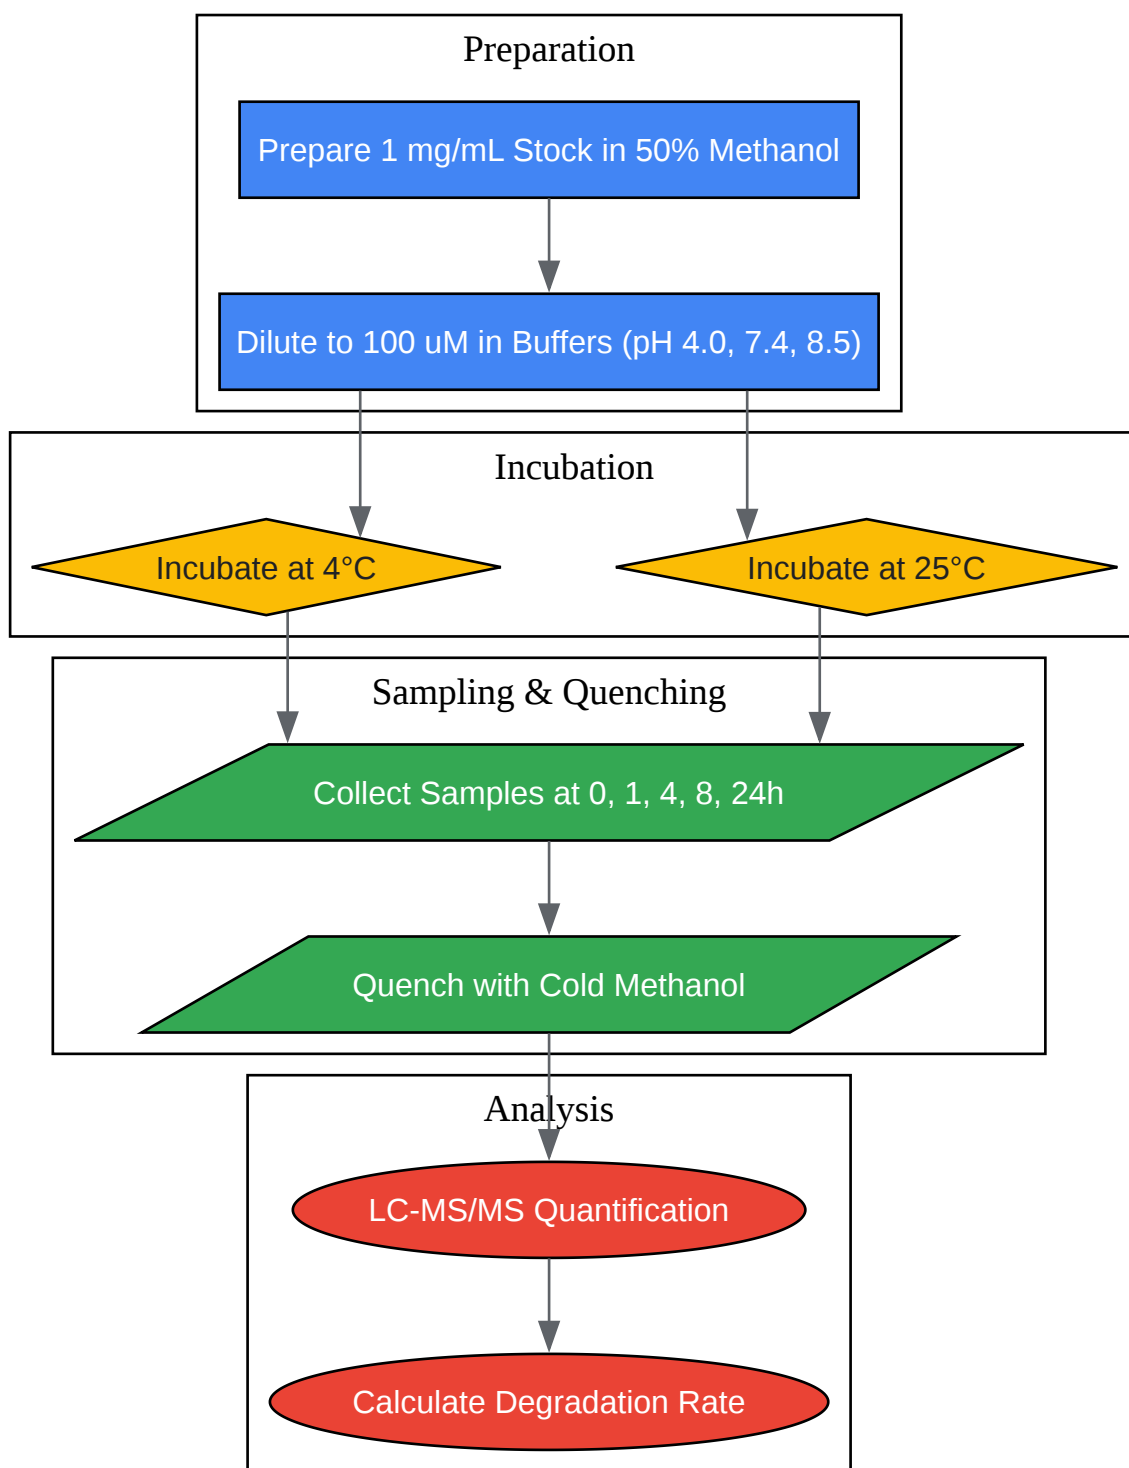 Preparation
Prepare 1 mg/mL Stock in 50% Methanol
Dilute to 100 uM in Buffers (pH 4.0, 7.4, 8.5)
Incubation
Incubate at 4°C
Incubate at 25°C
Sampling & Quenching
Collect Samples at 0, 1, 4, 8, 24h
Quench with Cold Methanol
Analysis
LC-MS/MS Quantification
Calculate Degradation Rate